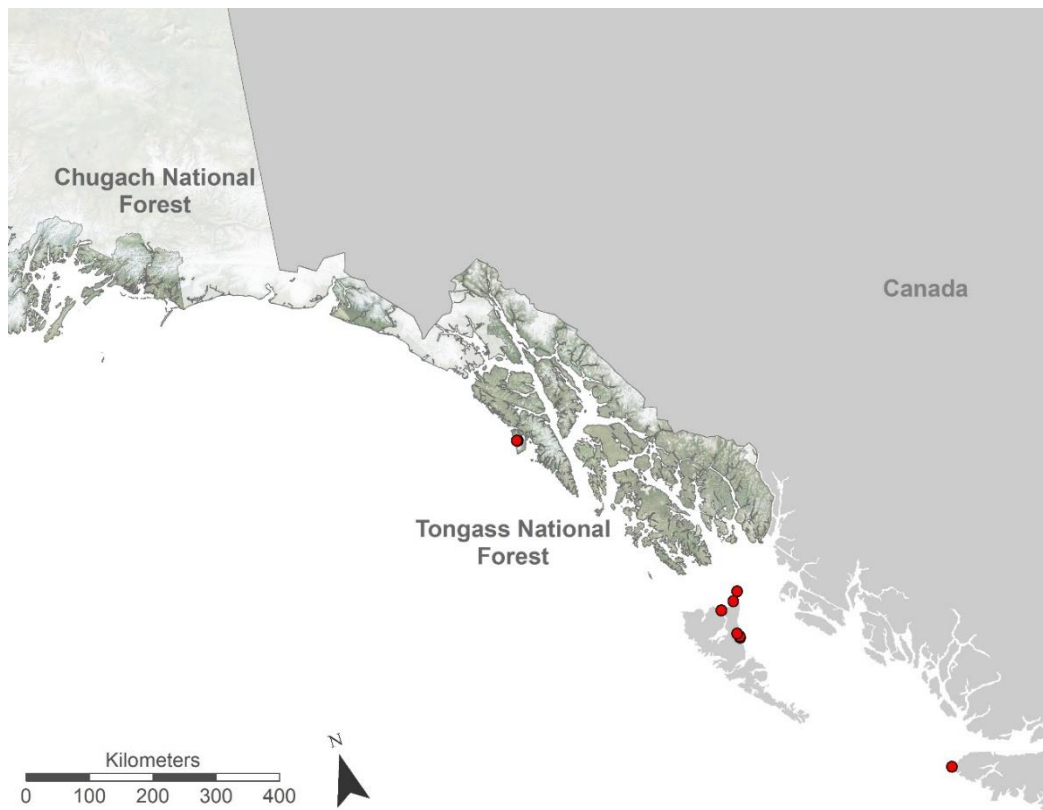 Chugach National
Forest
Canada
Tongass National
Forest
N
Kilometers
0 100 200 300 400